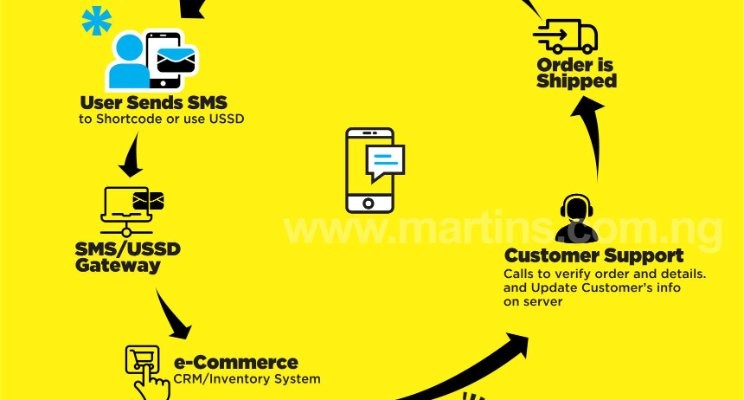 User Sends SMS
to Shortcode or use USSD
SMS/USSD
Gateway
e-Commerce
CRM/Inventory System
Customer Support
Calls to verify order and details.
and Update Customer's info
on server
Order is
Shipped
www.martins.com.ng